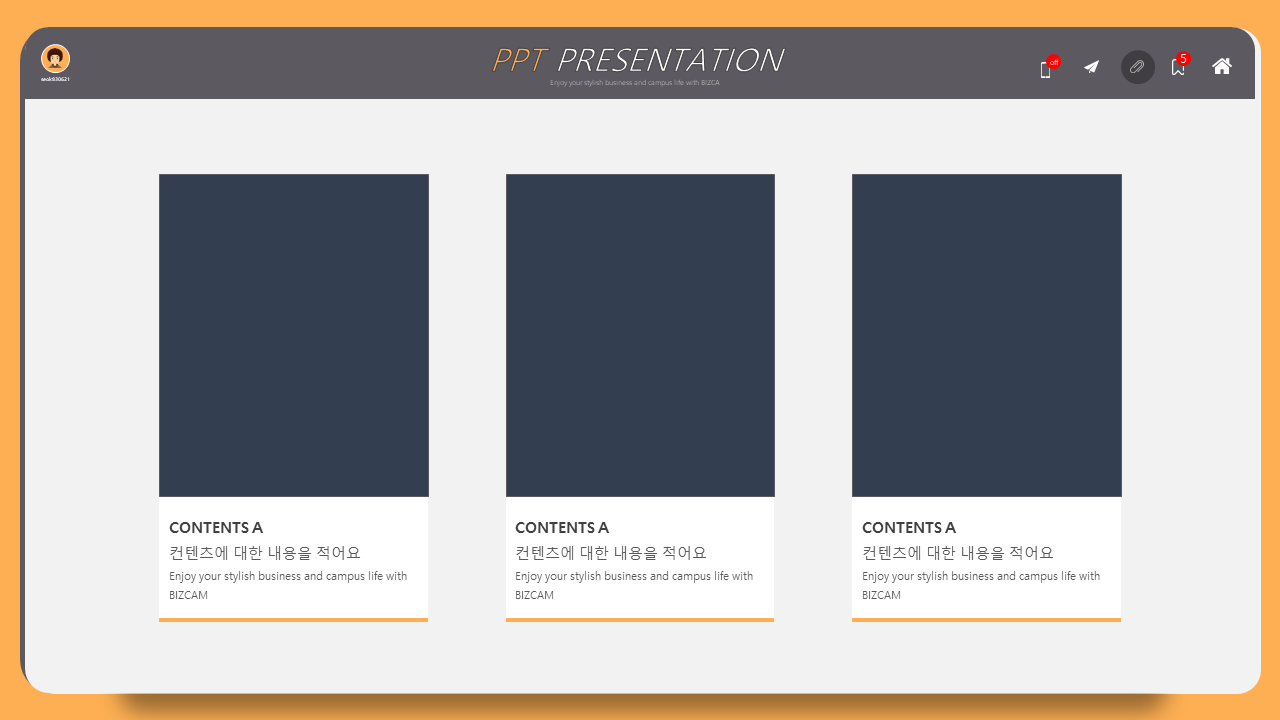 PPT PRESENTATION
Enjoy your stylish business and campus life with BIZCA
seok830621
off
5
CONTENTS A
컨텐츠에 대한 내용을 적어요
Enjoy your stylish business and campus life with
BIZCAM
CONTENTS A
컨텐츠에 대한 내용을 적어요
Enjoy your stylish business and campus life with
BIZCAM
CONTENTS A
컨텐츠에 대한 내용을 적어요
Enjoy your stylish business and campus life with
BIZCAM